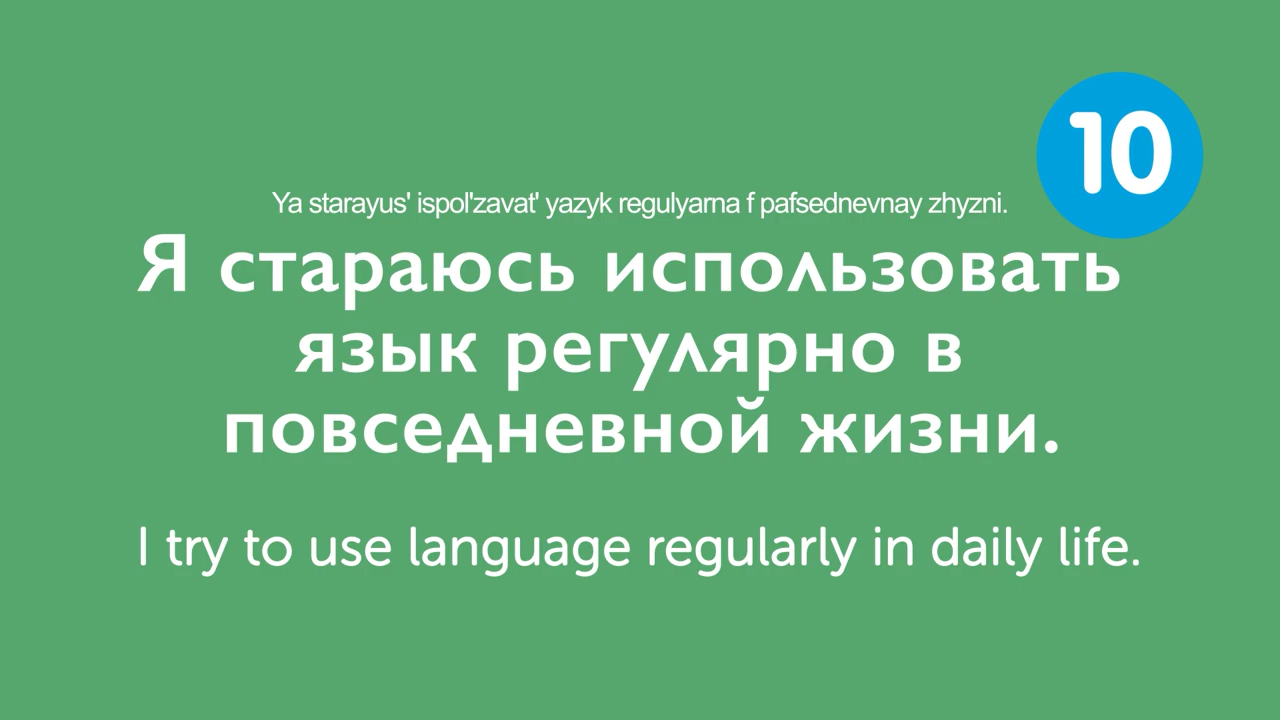 10
Ya starayus' ispol'zavat' yazyk regulyarna f pafsednevnay zhyzni.
Я стараюсь использовать
язык регулярно в
повседневной жизни.
I try to use language regularly in daily life.